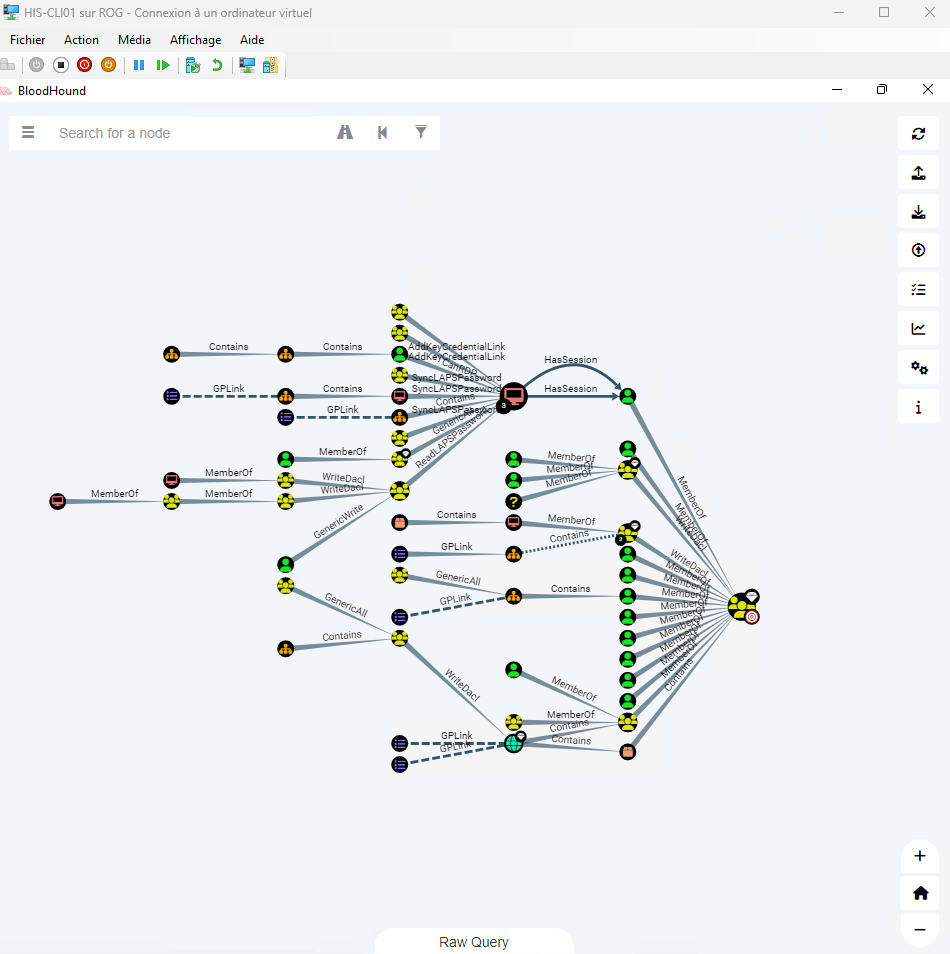 HIS-CLI01 sur ROG - Connexion à un ordinateur virtuel
Fichier Action Média Affichage Aide
BloodHound
Search for a node
AddKeyCredentialLink
Contains Contains AddKeyCredentialLink
HasSession
CanRDP
SyncLAPSPassword
GPLink Contains SyncLAPSPassword HasSession
Contains
GPLink SyncLAPSPassword
GenericAll
ReadLAPSPassword
MemberOf MemberOf
MemberOf
MemberOf WriteDacl MemberOf
MemberOf MemberOf WriteDacl
MemberOf
MemberOf
WriteDacl
GenericWrite Contains MemberOf
Contains
GPLink WriteDacl
MemberOf
GenericAll MemberOf
Contains MemberOf
GPLink MemberOf
GenericAll MemberOf
MemberOf
Contains MemberOf
MemberOf
Contains
WriteDacl MemberOf
MemberOf
Contains
GPLink Contains
GPLink
Raw Query